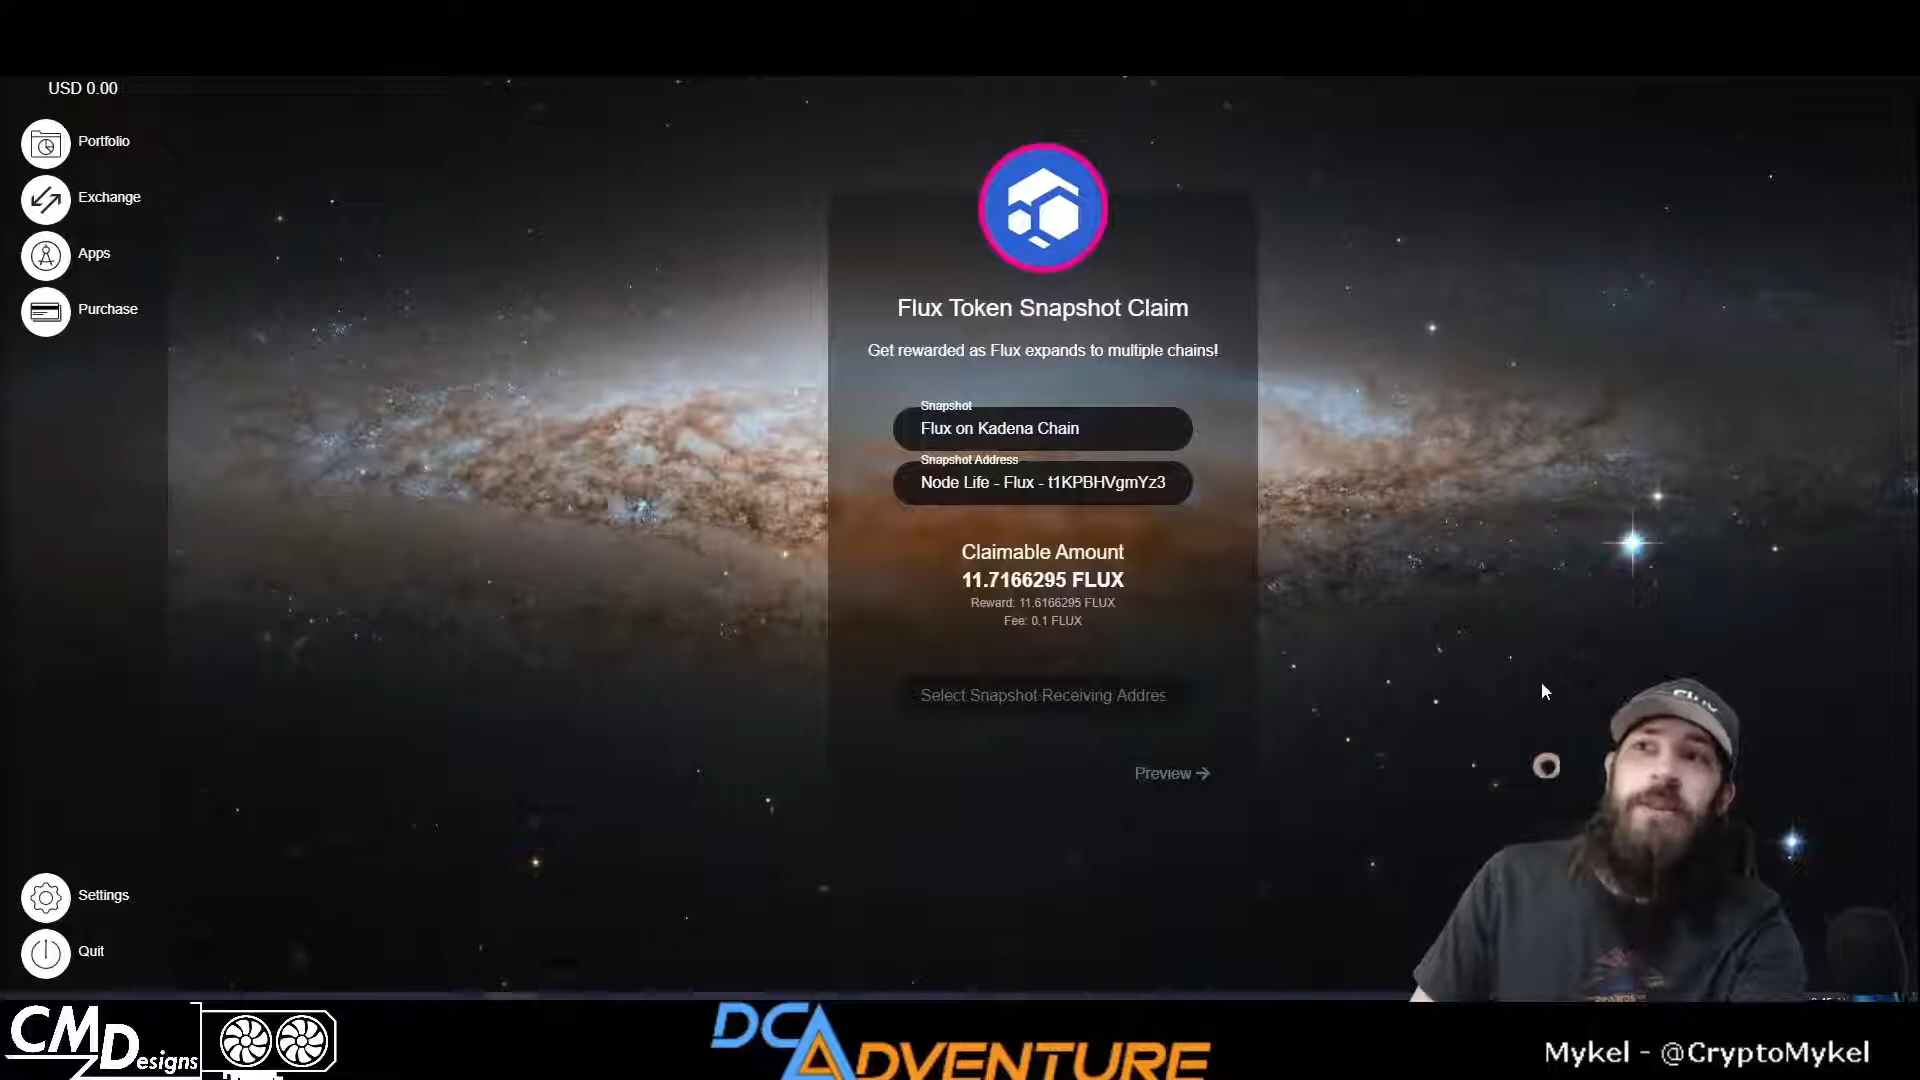 USD 0.00
Portfolio
Exchange
Apps
Purchase
Flux Token Snapshot Claim
Get rewarded as Flux expands to multiple chains!
Snapshot
Flux on Kadena Chain
Snapshot Address
Node Life - Flux - t1KPBHVgmYz3
Claimable Amount
11.7166295 FLUX
Reward: 11.6166295 FLUX
Fee: 0.1 FLUX
Select Snapshot Receiving Addres
Preview
Flux
Settings
Quit
CMDesigns
DCADVENTURE
Mykel - @CryptoMykel